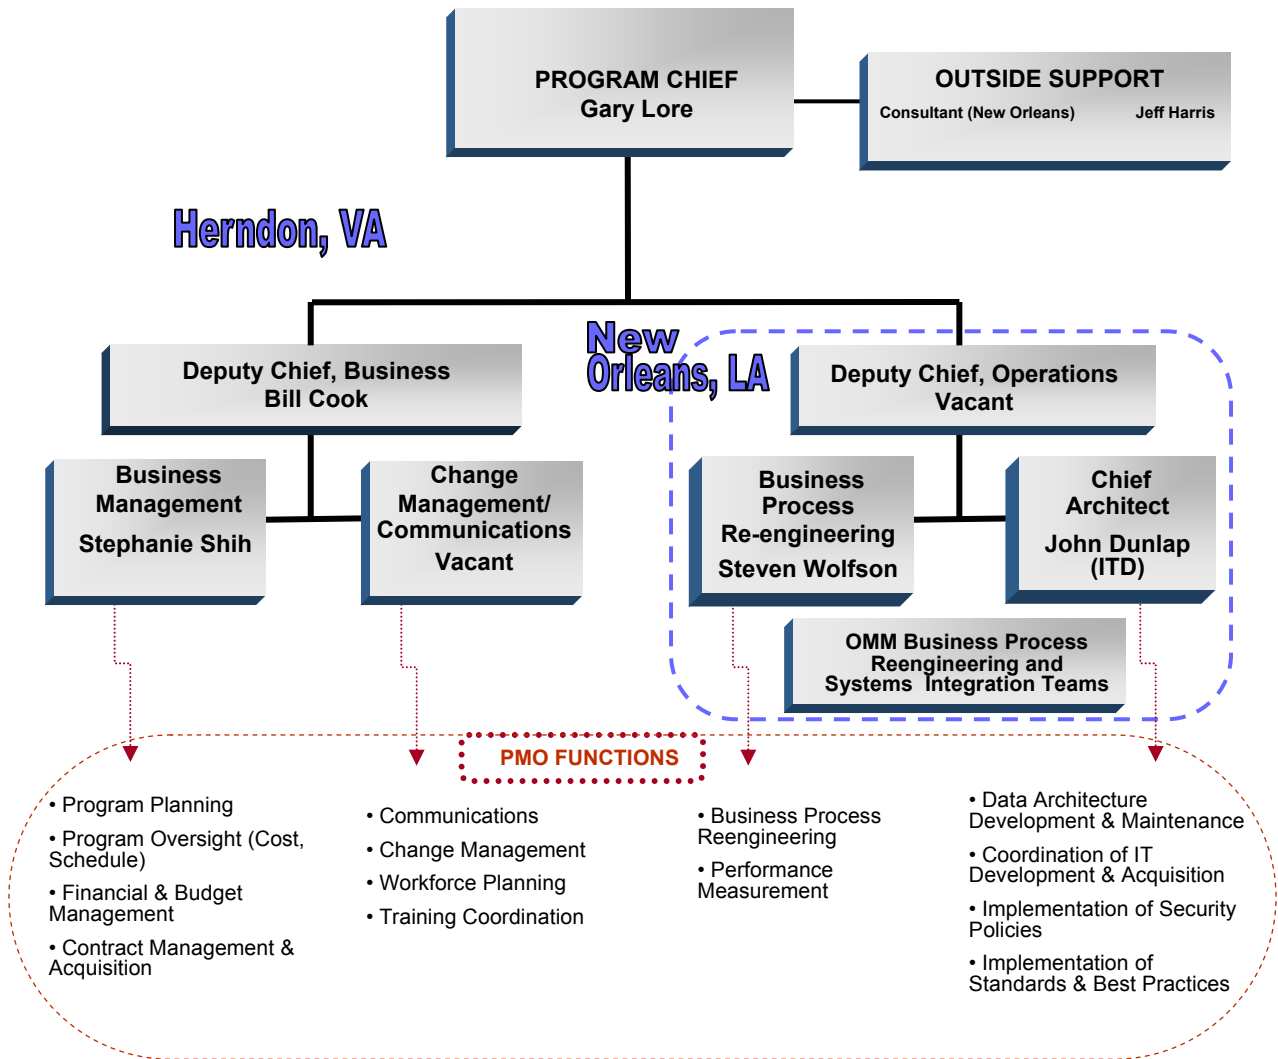 PROGRAM CHIEF
Gary Lore
OUTSIDE SUPPORT
Consultant (New Orleans) Jeff Harris
Herndon, VA
New
Orleans, LA
Deputy Chief, Business
Bill Cook
Deputy Chief, Operations
Vacant
Business
Management
Stephanie Shih
Change
Management/
Communications
Vacant
Business
Process
Re-engineering
Steven Wolfson
Chief
Architect
John Dunlap
(ITD)
OMM Business Process
Reengineering and
Systems Integration Teams
PMO FUNCTIONS
• Program Planning
• Program Oversight (Cost,
Schedule)
• Financial & Budget
Management
• Contract Management &
Acquisition
• Communications
• Change Management
• Workforce Planning
• Training Coordination
• Business Process
Reengineering
• Performance
Measurement
• Data Architecture
Development & Maintenance
• Coordination of IT
Development & Acquisition
• Implementation of Security
Policies
• Implementation of
Standards & Best Practices